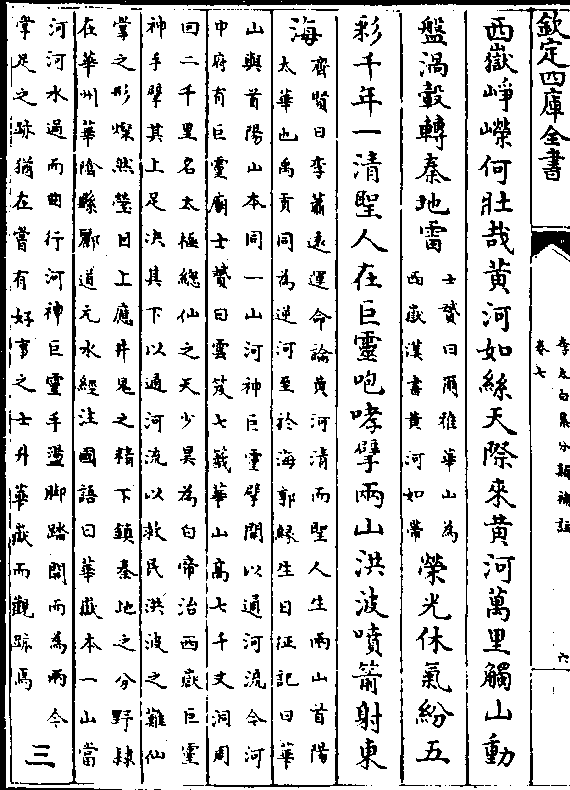 欽定四庫全書
李太白集分類補註
卷七
六
西嶽崢嶸何壯哉黄河如絲天際來黄河萬里觸山動
盤渦轂轉秦地雷
士贇曰爾雅華山為
西嶽漢書黄河如帶
榮光休氣紛五
彩千年一清聖人在巨靈咆哮擘兩山洪波噴箭射東
海
齊賢曰李蕭逺運命論黄河清而聖人生兩山首陽
太華也禹貢同為逆河至於海郭緣生曰征記曰華
山與首陽山本同一山河神巨靈擘開以通河流今河
中府有巨靈廟士贇曰雲笈七籖華山髙七千丈洞周
回二千里名太極總仙之天少昊為白帝治西嶽巨靈
神手擘其上足決其下以通河流以救民洪波之難仙
掌之形燦然瑩日上應井鬼之精下鎮秦地之分野隸
在華州華隂縣酈道元水經注國語曰華嶽本一山當
河河水過而曲行河神巨靈手盪脚踏開而為兩今
掌足之跡猶在嘗有好事之士升華嶽而觀跡焉
三